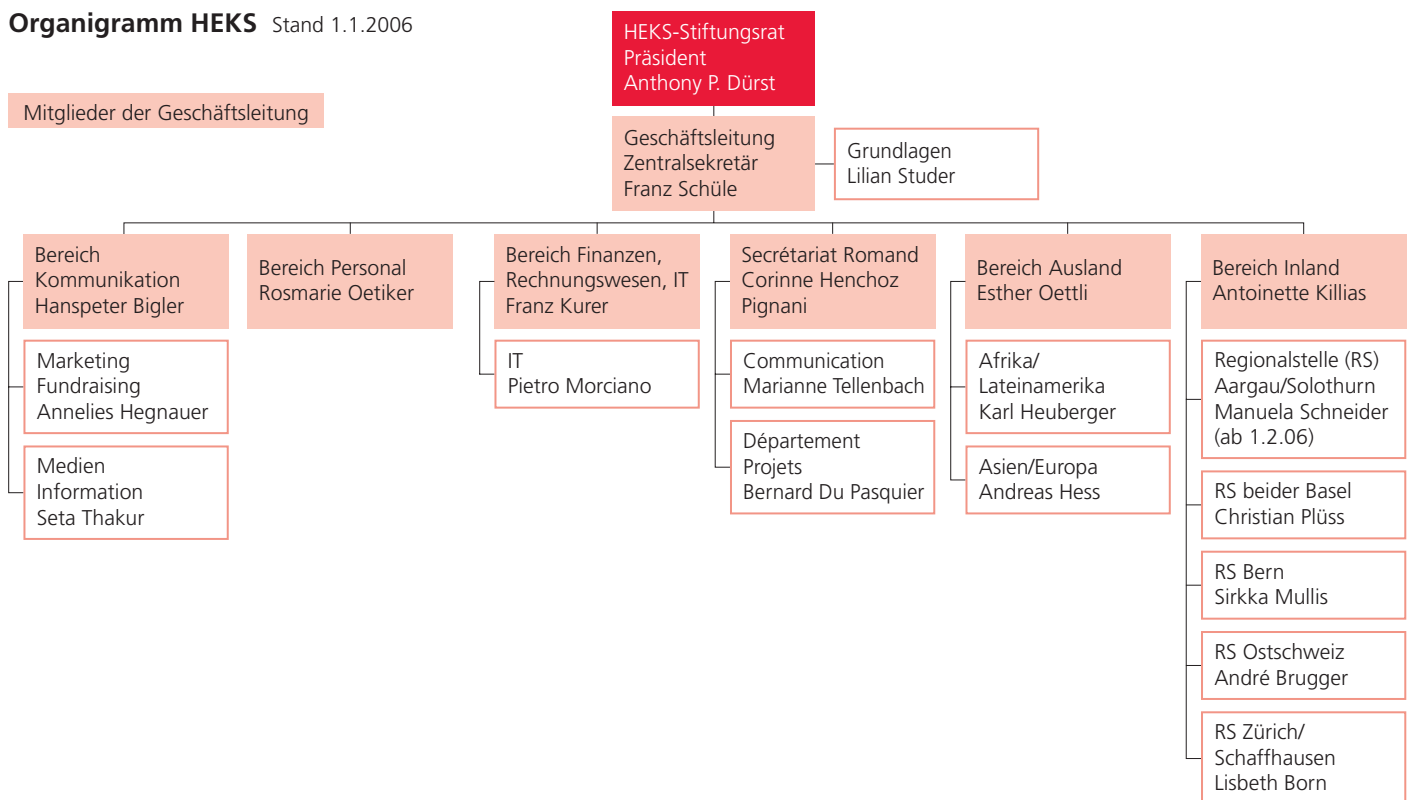 Organigramm HEKS Stand 1.1.2006
HEKS-Stiftungsrat
Präsident
Anthony P. Dürst
Mitglieder der Geschäftsleitung
Geschäftsleitung
Zentralsekretär
Franz Schüle
Grundlagen
Lilian Studer
Bereich
Kommunikation
Hanspeter Bigler
Marketing
Fundraising
Annelies Hegnauer
Medien
Information
Seta Thakur
Bereich Personal
Rosmarie Oetiker
Bereich Finanzen,
Rechnungswesen, IT
Franz Kurer
IT
Pietro Morciano
Secrétariat Romand
Corinne Henchoz
Pignani
Communication
Marianne Tellenbach
Département
Projets
Bernard Du Pasquier
Bereich Ausland
Esther Oettli
Afrika/
Lateinamerika
Karl Heuberger
Asien/Europa
Andreas Hess
Bereich Inland
Antoinette Killias
Regionalstelle (RS)
Aargau/Solothurn
Manuela Schneider
(ab 1.2.06)
RS beider Basel
Christian Plüss
RS Bern
Sirkka Mullis
RS Ostschweiz
André Brugger
RS Zürich/
Schaffhausen
Lisbeth Born